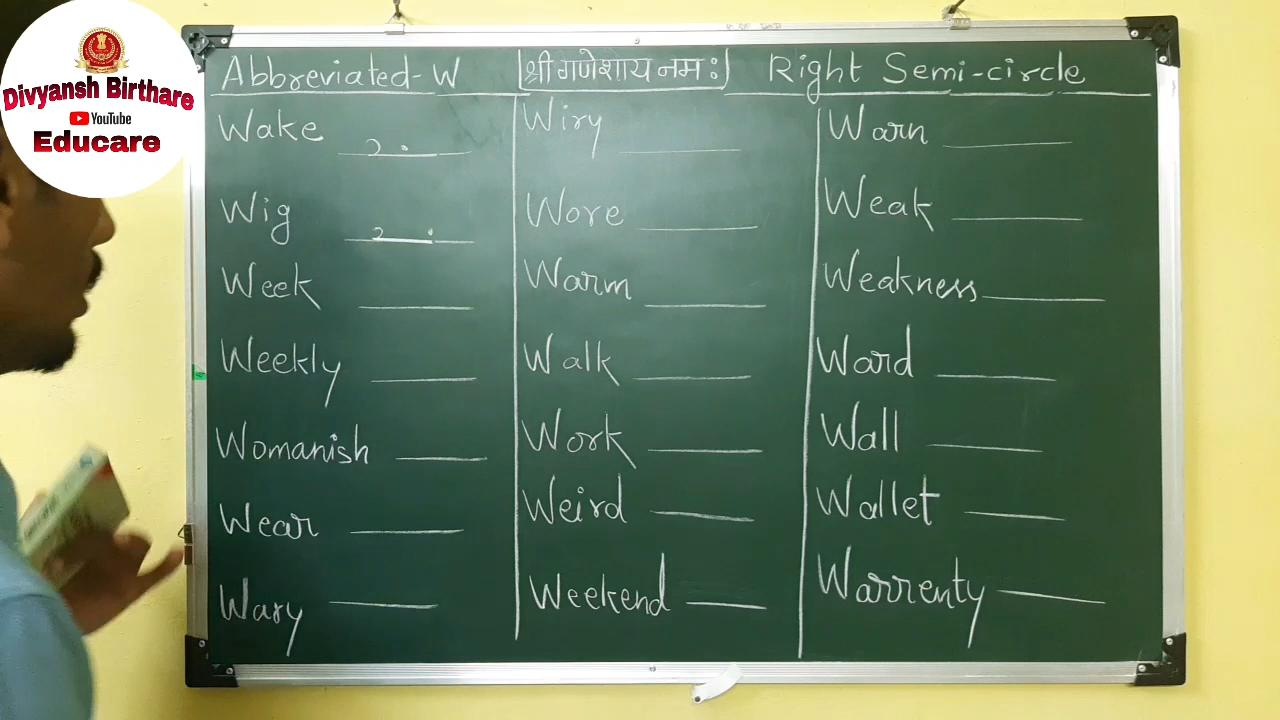 Divyansh Birthare
YouTube
Educare
Abbreviated-W
श्री गणेशाय नमः
Right Semi-circle
Wake
Wig
Week
Weekly
Womanish
Wear
Wary
Wiry
Wore
Warm
Walk
Work
Weird
Weekend
Warn
Weak
Weakness
Ward
Wall
Wallet
Warrenty